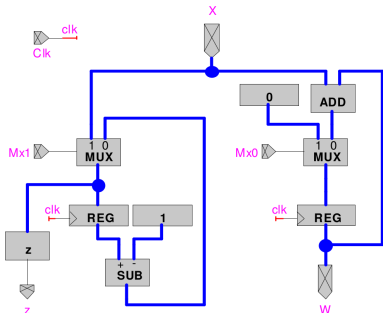 X
clk
Clk
0
ADD
1 0
MUX
Mx1
1 0
MUX
Mx0
clk
REG
1
clk
REG
z
+ -
SUB
z
W